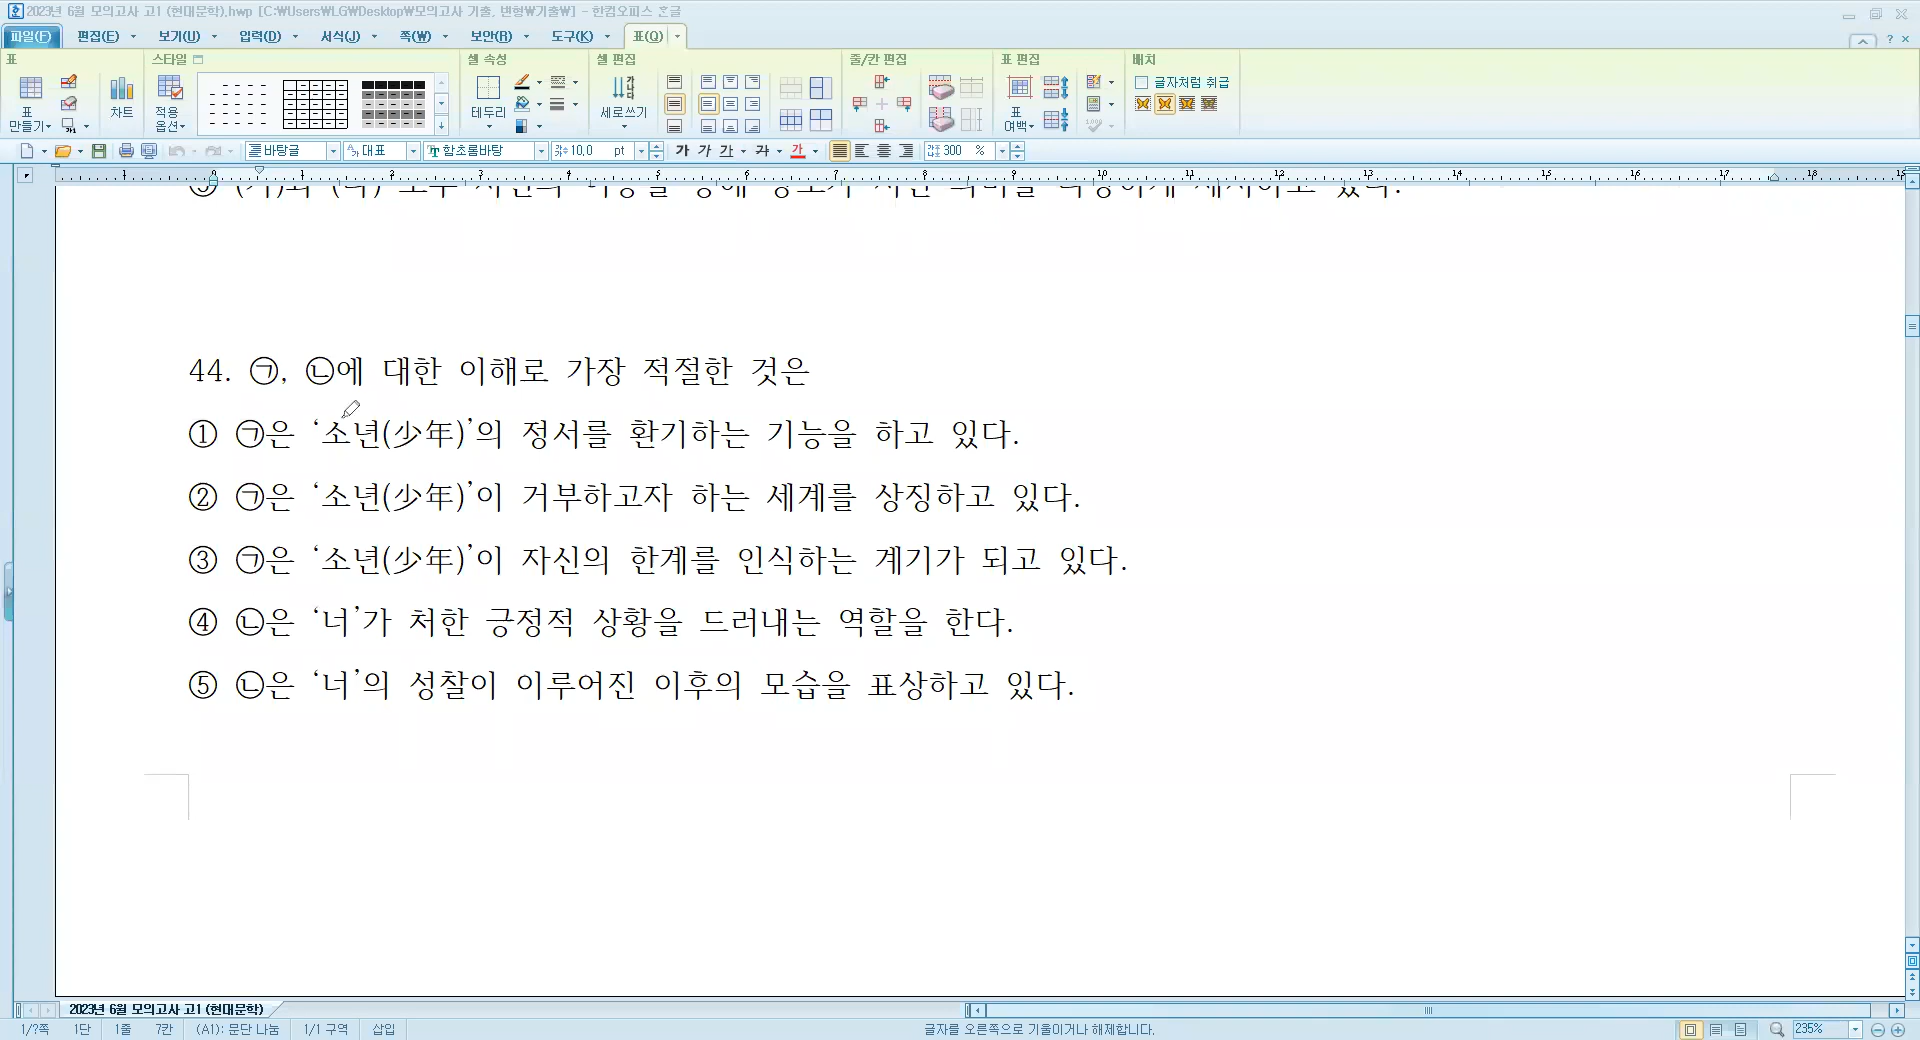 2023년 6월 모의고사 고1 (현대문학).hwp [C:₩Users₩LG₩Desktop₩모의고사 기출, 변형₩기출₩] - 한컴오피스 흔글
파일(F) 편집(E) 보기(U) 입력(D) 서식(J) 쪽(W) 보안(R) 도구(K) 표(Q)
표 스타일 셀 속성 셀 편집 줄/칸 편집 표 편집 배치
표 만들기 차트 적용 옵션 테두리 세로쓰기 표 여백 글자처럼 취급
바탕글 대표 함초롬바탕 10,0 pt 가 가 가 가 가 300 %
44. ㉠, ㉡에 대한 이해로 가장 적절한 것은
① ㉠은 ‘소년(少年)’의 정서를 환기하는 기능을 하고 있다.
② ㉠은 ‘소년(少年)’이 거부하고자 하는 세계를 상징하고 있다.
③ ㉠은 ‘소년(少年)’이 자신의 한계를 인식하는 계기가 되고 있다.
④ ㉡은 ‘너’가 처한 긍정적 상황을 드러내는 역할을 한다.
⑤ ㉡은 ‘너’의 성찰이 이루어진 이후의 모습을 표상하고 있다.
2023년 6월 모의고사 고1 (현대문학)
1/?쪽 1단 1줄 7칸 (A1): 문단 나눔 1/1 구역 삽입 글자를 오른쪽으로 기울이거나 해제합니다. 235%